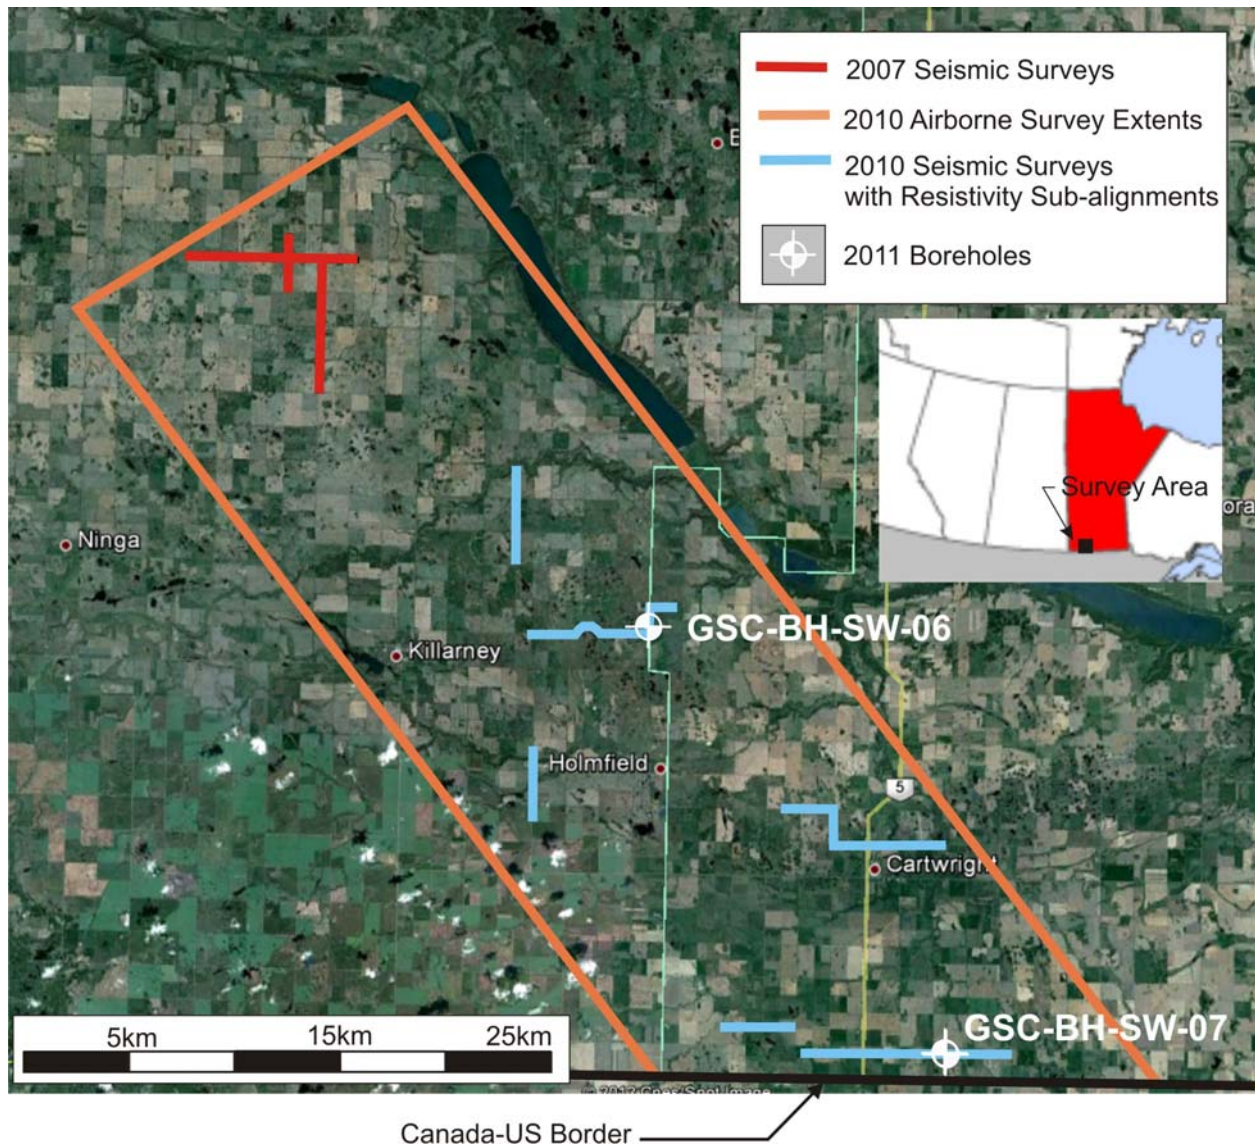 2007 Seismic Surveys
2010 Airborne Survey Extents
2010 Seismic Surveys
with Resistivity Sub-alignments
2011 Boreholes
Survey Area
Ninga
GSC-BH-SW-06
Killarney
Holmfield
5
Cartwright
GSC-BH-SW-07
5km 15km 25km
Canada-US Border